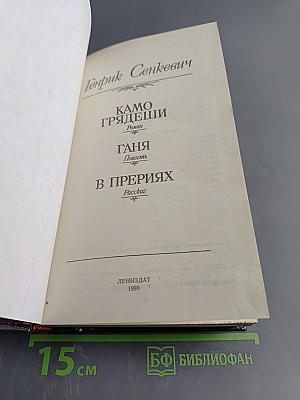 Генрик Сенкевич
КАМО
ГРЯДЕШИ
Роман
ГАНЯ
Повесть
В ПРЕРИЯХ
Рассказ
ЛЕНИЗДАТ
1990
15 см
БФ БИБЛИОФАН